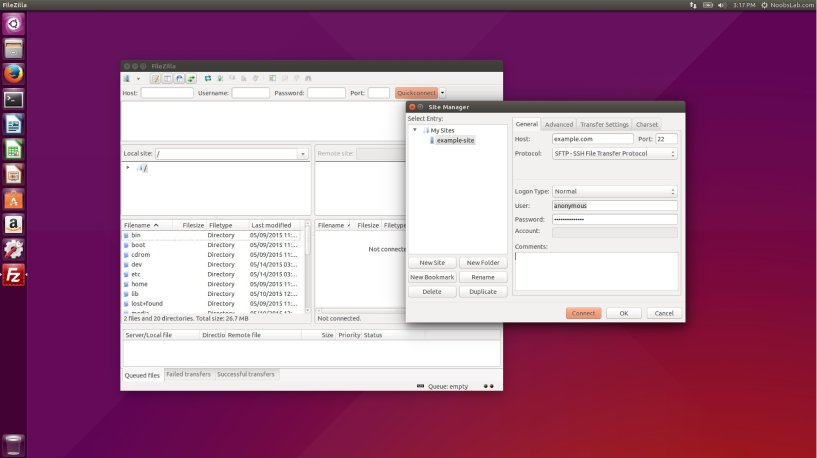 FileZilla
3:17 PM NoobsLab.com
FileZilla
Host: Username: Password: Port: Quickconnect
Local site: /
Remote site:
/
Filename Filesize Filetype Last modified
bin Directory 05/09/2015 11:...
boot Directory 05/09/2015 11:...
cdrom Directory 05/09/2015 11:...
dev Directory 05/14/2015 03:...
etc Directory 05/14/2015 03:...
home Directory 05/09/2015 11:...
lib Directory 05/10/2015 12:...
lost+found Directory 05/09/2015 11:...
media Directory 05/10/2015 12:...
2 files and 20 directories. Total size: 26.7 MB
Filename Filesize Filetype
Not connecte
Not connected.
Server/Local file Directio Remote file Size Priority Status
Queued files Failed transfers Successful transfers
Queue: empty
Site Manager
Select Entry:
My Sites
example-site
New Site New Folder
New Bookmark Rename
Delete Duplicate
General Advanced Transfer Settings Charset
Host: example.com Port: 22
Protocol: SFTP - SSH File Transfer Protocol
Logon Type: Normal
User: anonymous
Password: ••••••••••••••
Account:
Comments:
Connect OK Cancel